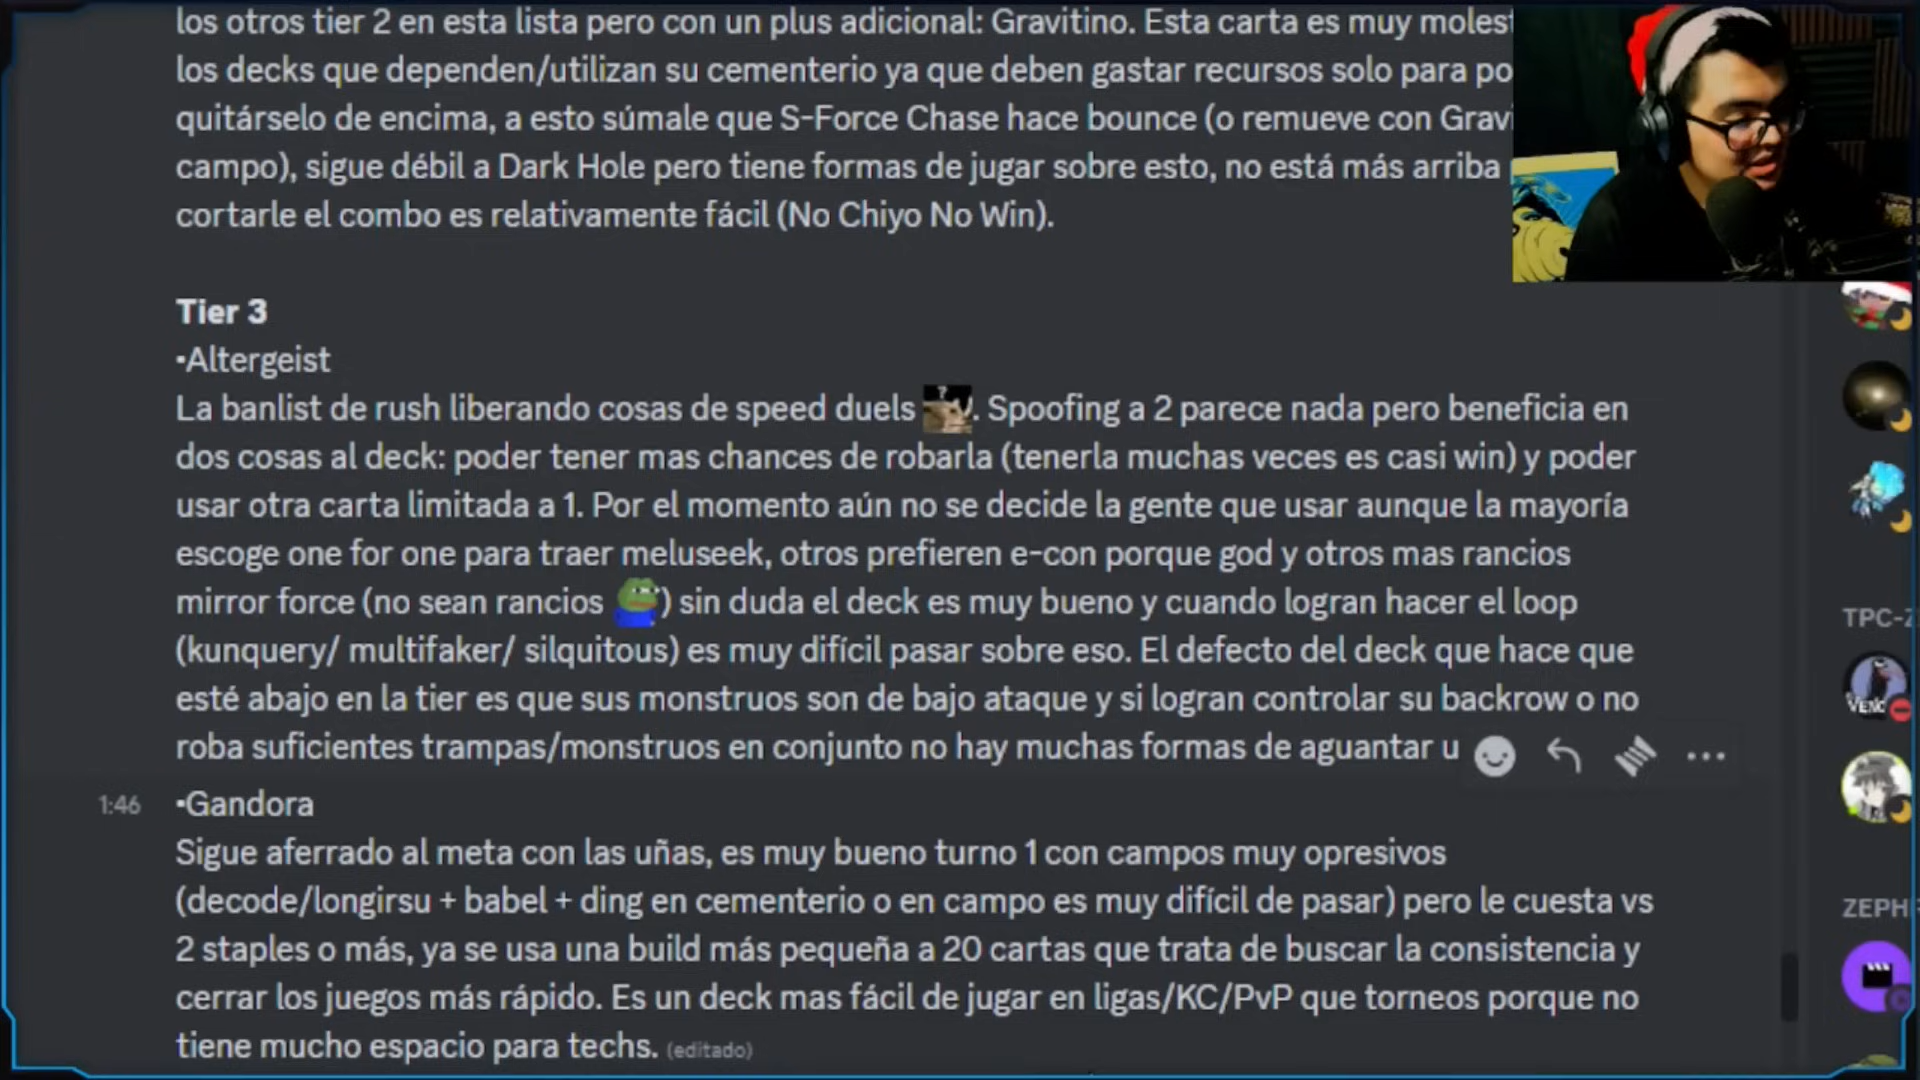 los otros tier 2 en esta lista pero con un plus adicional: Gravitino. Esta carta es muy molest
los decks que dependen/utilizan su cementerio ya que deben gastar recursos solo para po
quitárselo de encima, a esto súmale que S-Force Chase hace bounce (o remueve con Gravi
campo), sigue débil a Dark Hole pero tiene formas de jugar sobre esto, no está más arriba
cortarle el combo es relativamente fácil (No Chiyo No Win).
Tier 3
•Altergeist
La banlist de rush liberando cosas de speed duels . Spoofing a 2 parece nada pero beneficia en
dos cosas al deck: poder tener mas chances de robarla (tenerla muchas veces es casi win) y poder
usar otra carta limitada a 1. Por el momento aún no se decide la gente que usar aunque la mayoría
escoge one for one para traer meluseek, otros prefieren e-con porque god y otros mas rancios
mirror force (no sean rancios ) sin duda el deck es muy bueno y cuando logran hacer el loop
(kunquery/ multifaker/ silquitous) es muy difícil pasar sobre eso. El defecto del deck que hace que
esté abajo en la tier es que sus monstruos son de bajo ataque y si logran controlar su backrow o no
roba suficientes trampas/monstruos en conjunto no hay muchas formas de aguantar u
1:46 •Gandora
Sigue aferrado al meta con las uñas, es muy bueno turno 1 con campos muy opresivos
(decode/longirsu + babel + ding en cementerio o en campo es muy difícil de pasar) pero le cuesta vs
2 staples o más, ya se usa una build más pequeña a 20 cartas que trata de buscar la consistencia y
cerrar los juegos más rápido. Es un deck mas fácil de jugar en ligas/KC/PvP que torneos porque no
tiene mucho espacio para techs. (editado)
TPC-Z
VENC
ZEPH